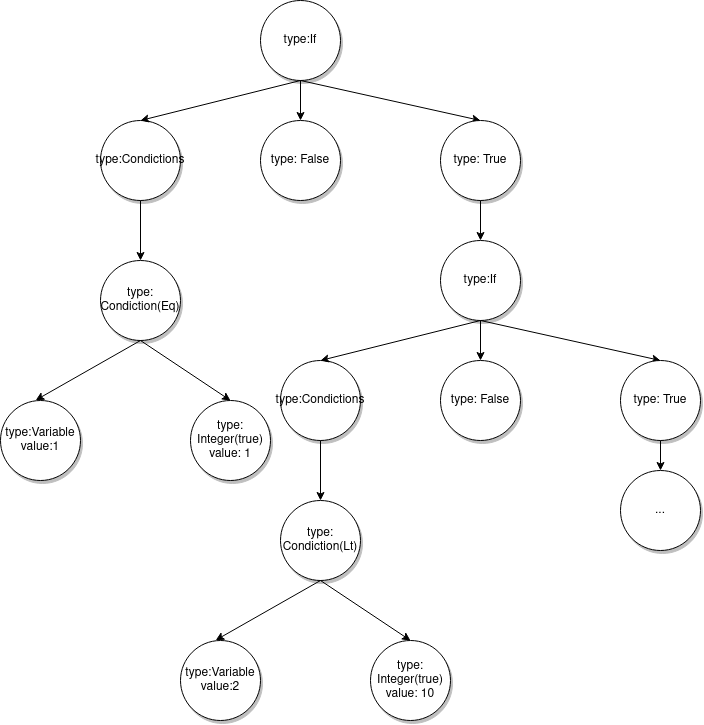 type:If
type:Condictions
type: False
type: True
type:
Condiction(Eq)
type:If
type:Variable
value:1
type:
Integer(true)
value: 1
type:Condictions
type: False
type: True
type:
Condiction(Lt)
...
type:Variable
value:2
type:
Integer(true)
value: 10